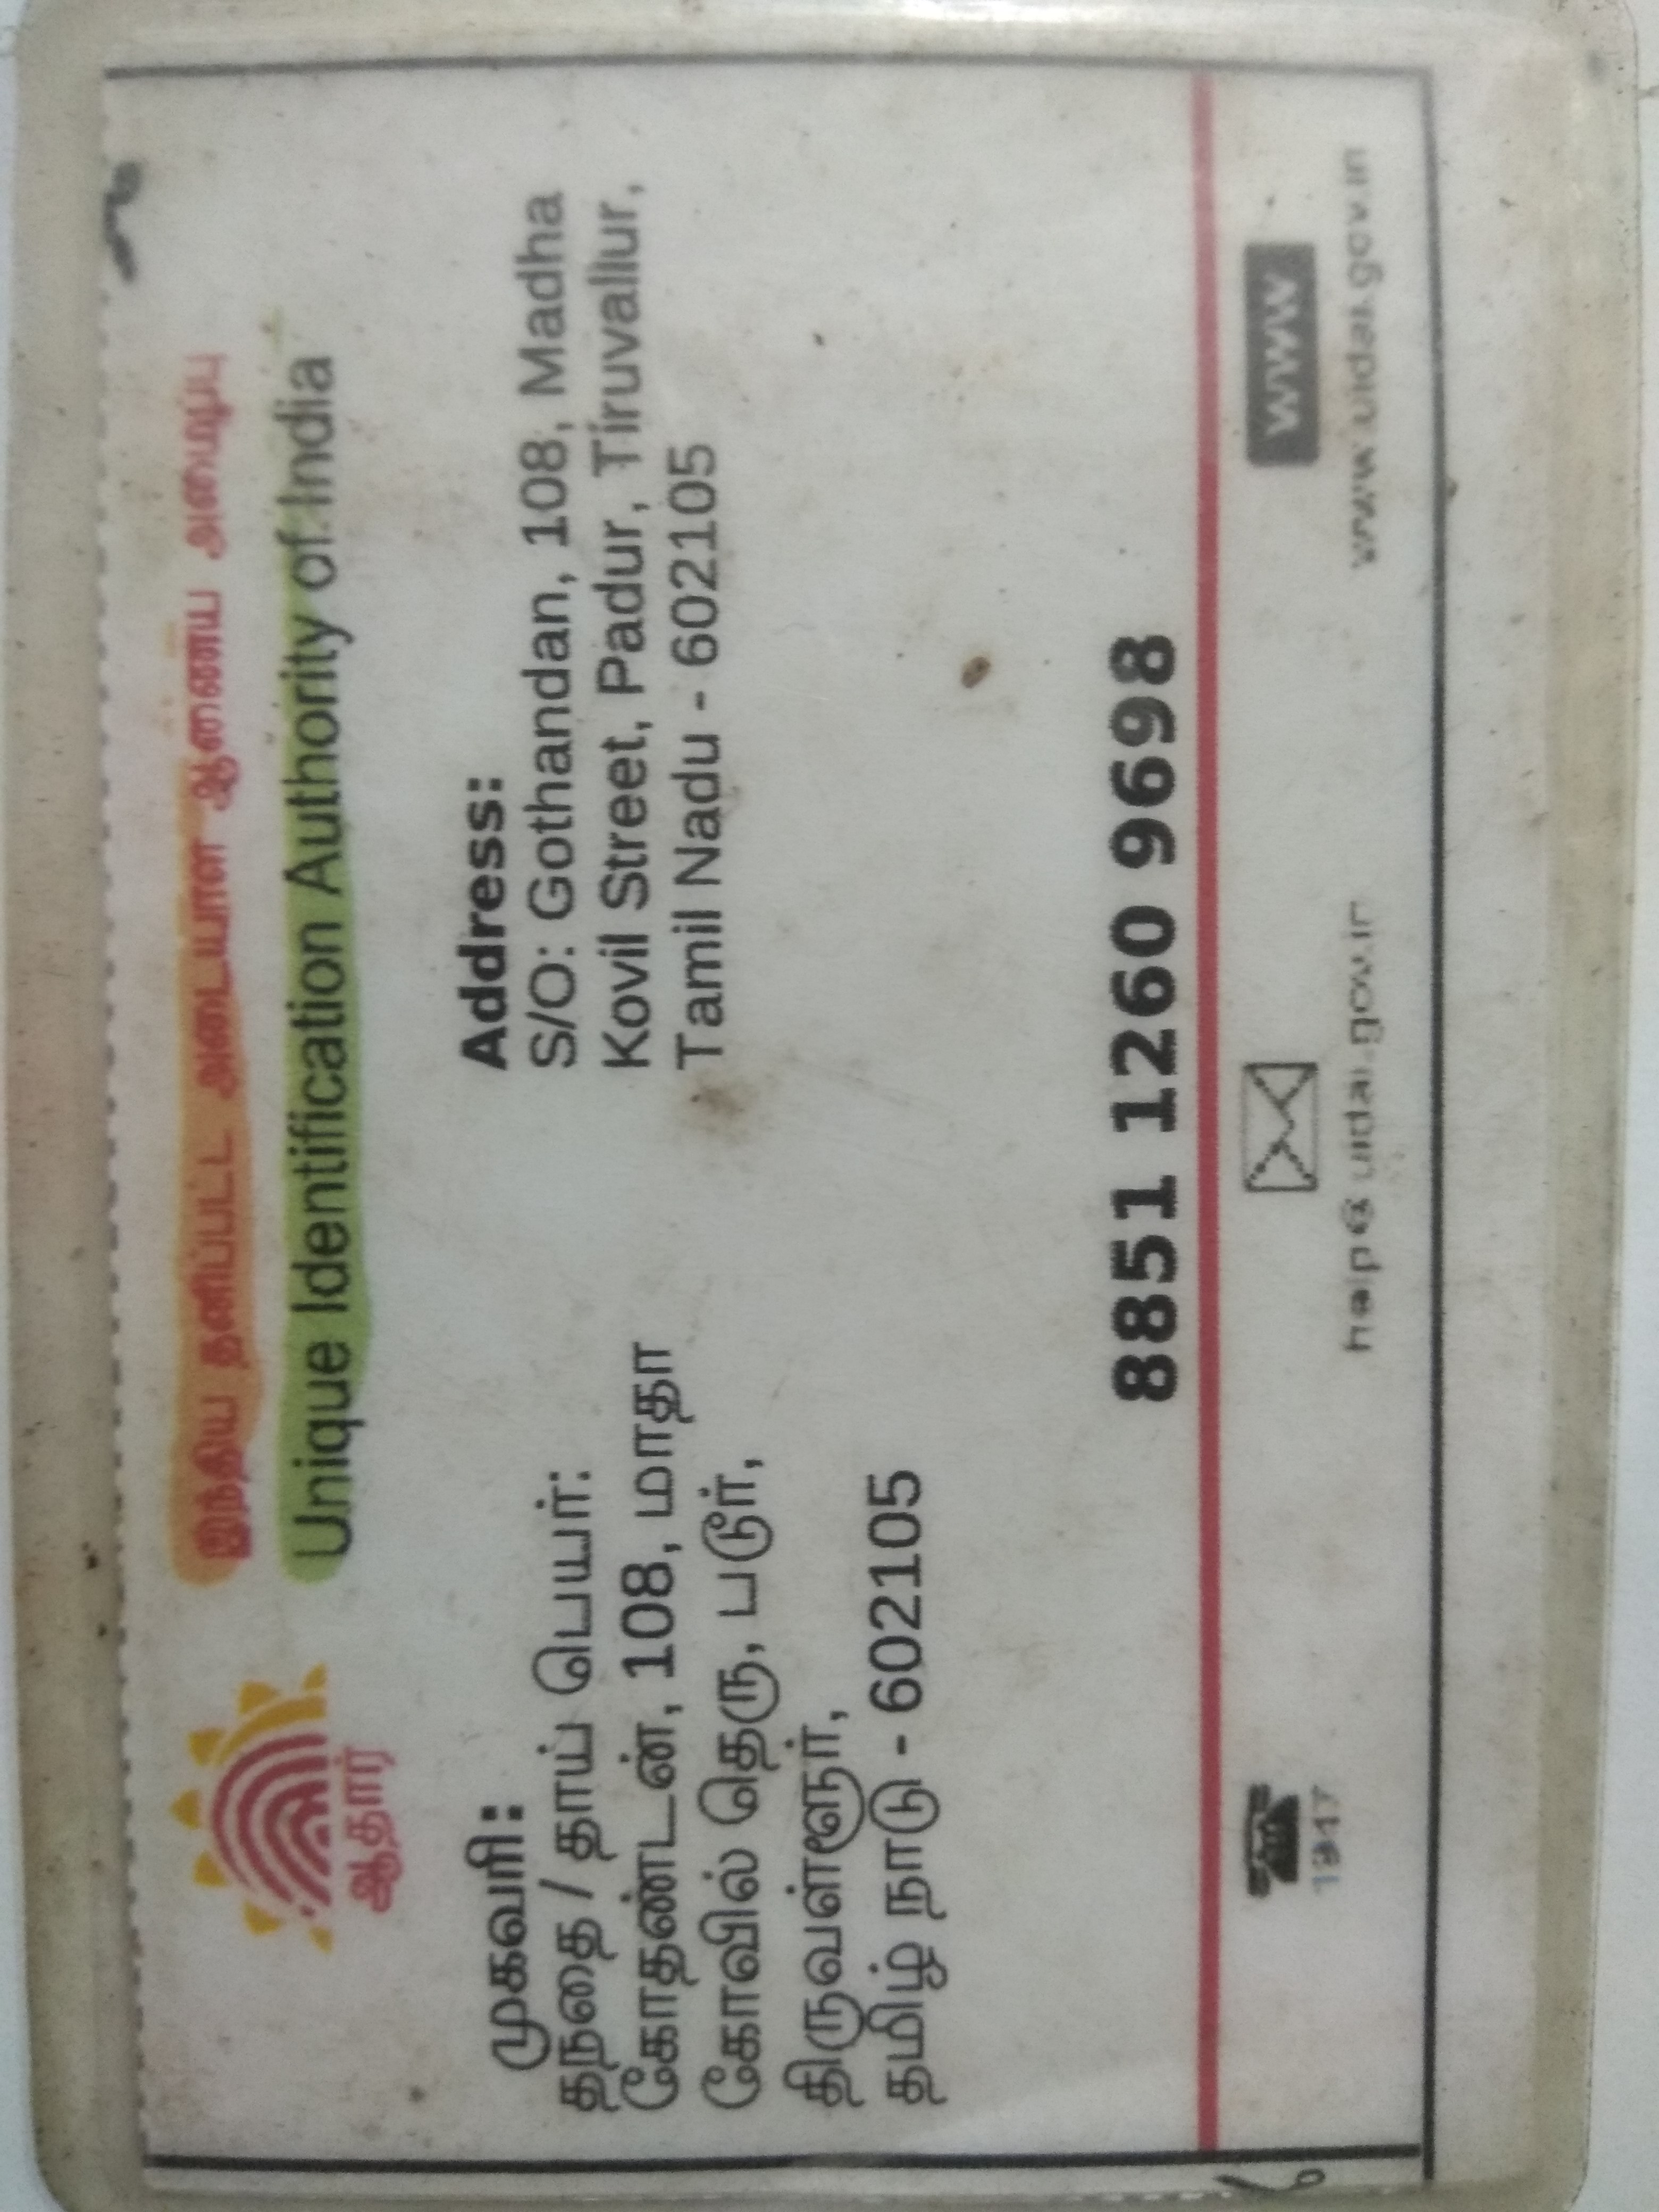 இந்திய தனிப்பட்ட அடையாள ஆணைய அமைப்பு
Unique Identification Authority of India
ஆதார்
முகவரி:
தந்தை / தாய் பெயர்:
கோதண்டன், 108, மாதா
கோவில் தெரு, படூர்,
திருவள்ளூர்,
தமிழ் நாடு - 602105
Address:
S/O: Gothandan, 108, Madha
Kovil Street, Padur, Tiruvallur,
Tamil Nadu - 602105
8851 1260 9698
1947
help@uidai.gov.in
www
www.uidai.gov.in